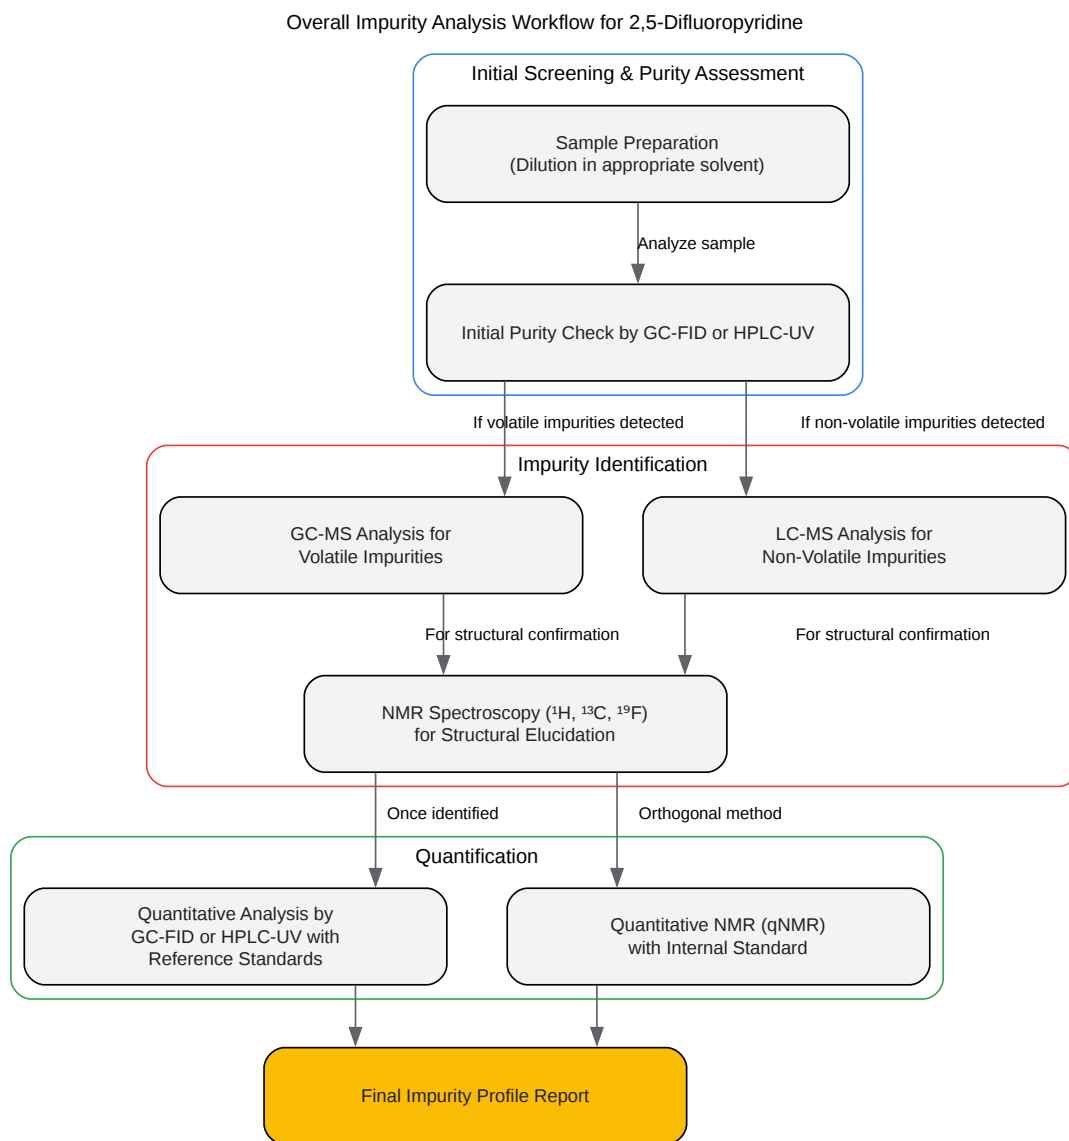 Overall Impurity Analysis Workflow for 2,5-Difluoropyridine
Initial Screening & Purity Assessment
Sample Preparation
(Dilution in appropriate solvent)
Analyze sample
Initial Purity Check by GC-FID or HPLC-UV
If volatile impurities detected
If non-volatile impurities detected
Impurity Identification
GC-MS Analysis for
Volatile Impurities
LC-MS Analysis for
Non-Volatile Impurities
For structural confirmation
For structural confirmation
NMR Spectroscopy (¹H, ¹³C, ¹⁹F)
for Structural Elucidation
Once identified
Orthogonal method
Quantification
Quantitative Analysis by
GC-FID or HPLC-UV with
Reference Standards
Quantitative NMR (qNMR)
with Internal Standard
Final Impurity Profile Report